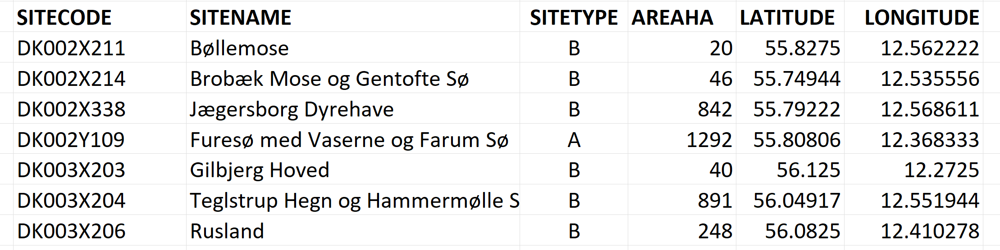 SITECODE SITENAME SITETYPE AREAHA LATITUDE LONGITUDE
DK002X211 Bøllemose B 20 55.8275 12.562222
DK002X214 Brobæk Mose og Gentofte Sø B 46 55.74944 12.535556
DK002X338 Jægersborg Dyrehave B 842 55.79222 12.568611
DK002Y109 Furesø med Vaserne og Farum Sø A 1292 55.80806 12.368333
DK003X203 Gilbjerg Hoved B 40 56.125 12.2725
DK003X204 Teglstrup Hegn og Hammermølle S B 891 56.04917 12.551944
DK003X206 Rusland B 248 56.0825 12.410278